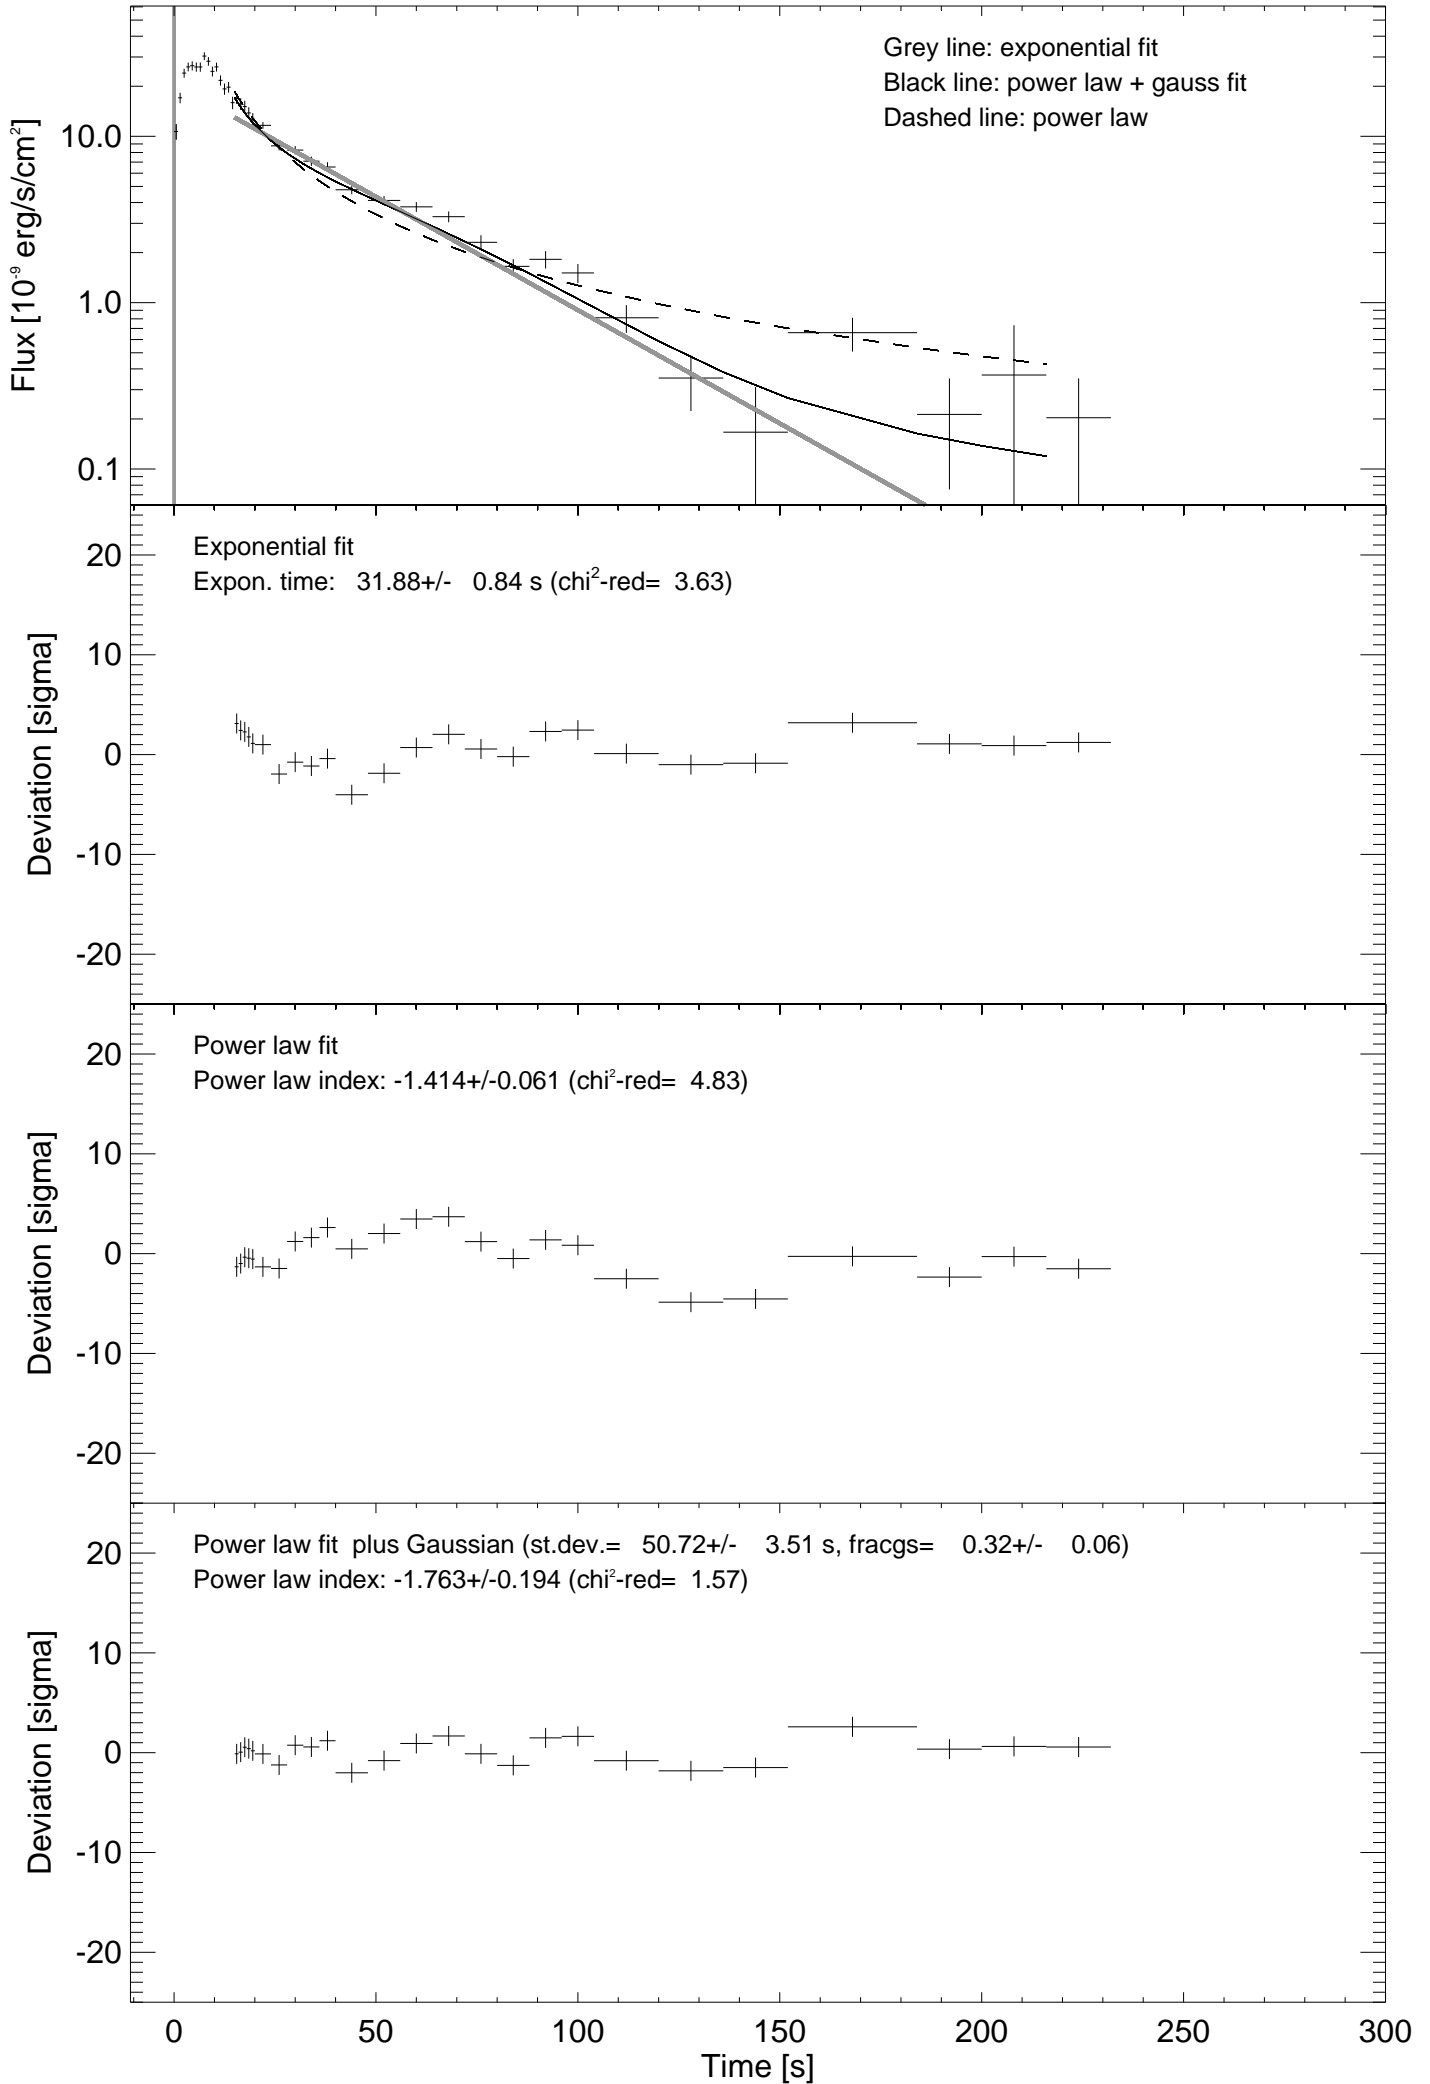 Grey line: exponential fit
Black line: power law + gauss fit
Dashed line: power law
Flux [10⁻⁹ erg/s/cm²]
10.0
1.0
0.1
Exponential fit
Expon. time: 31.88+/- 0.84 s (chi²-red= 3.63)
Deviation [sigma]
20
10
0
-10
-20
Power law fit
Power law index: -1.414+/-0.061 (chi²-red= 4.83)
Deviation [sigma]
20
10
0
-10
-20
Power law fit plus Gaussian (st.dev.= 50.72+/- 3.51 s, fracgs= 0.32+/- 0.06)
Power law index: -1.763+/-0.194 (chi²-red= 1.57)
Deviation [sigma]
20
10
0
-10
-20
0 50 100 150 200 250 300
Time [s]